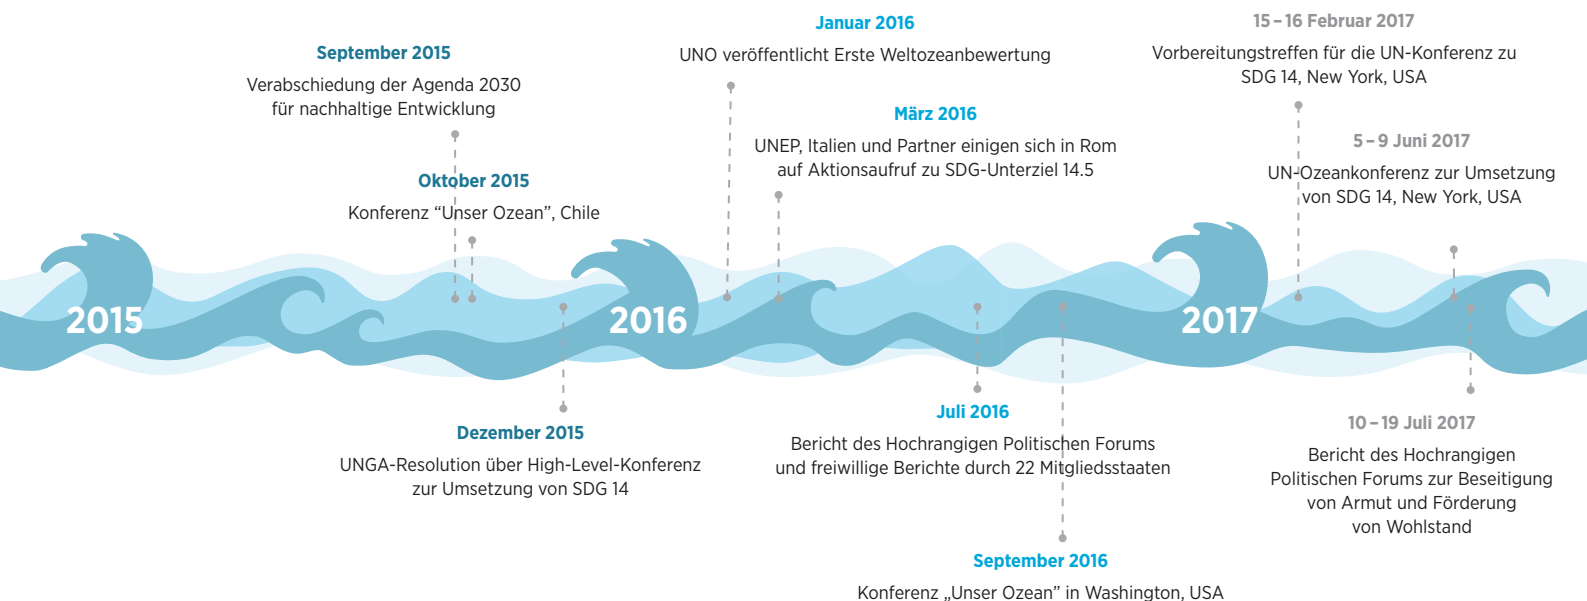 September 2015
Verabschiedung der Agenda 2030
für nachhaltige Entwicklung
Oktober 2015
Konferenz “Unser Ozean”, Chile
Januar 2016
UNO veröffentlicht Erste Weltozeanbewertung
März 2016
UNEP, Italien und Partner einigen sich in Rom
auf Aktionsaufruf zu SDG-Unterziel 14.5
15 – 16 Februar 2017
Vorbereitungstreffen für die UN-Konferenz zu
SDG 14, New York, USA
5 – 9 Juni 2017
UN-Ozeankonferenz zur Umsetzung
von SDG 14, New York, USA
2015
2016
2017
Dezember 2015
UNGA-Resolution über High-Level-Konferenz
zur Umsetzung von SDG 14
Juli 2016
Bericht des Hochrangigen Politischen Forums
und freiwillige Berichte durch 22 Mitgliedsstaaten
September 2016
Konferenz „Unser Ozean” in Washington, USA
10 – 19 Juli 2017
Bericht des Hochrangigen
Politischen Forums zur Beseitigung
von Armut und Förderung
von Wohlstand